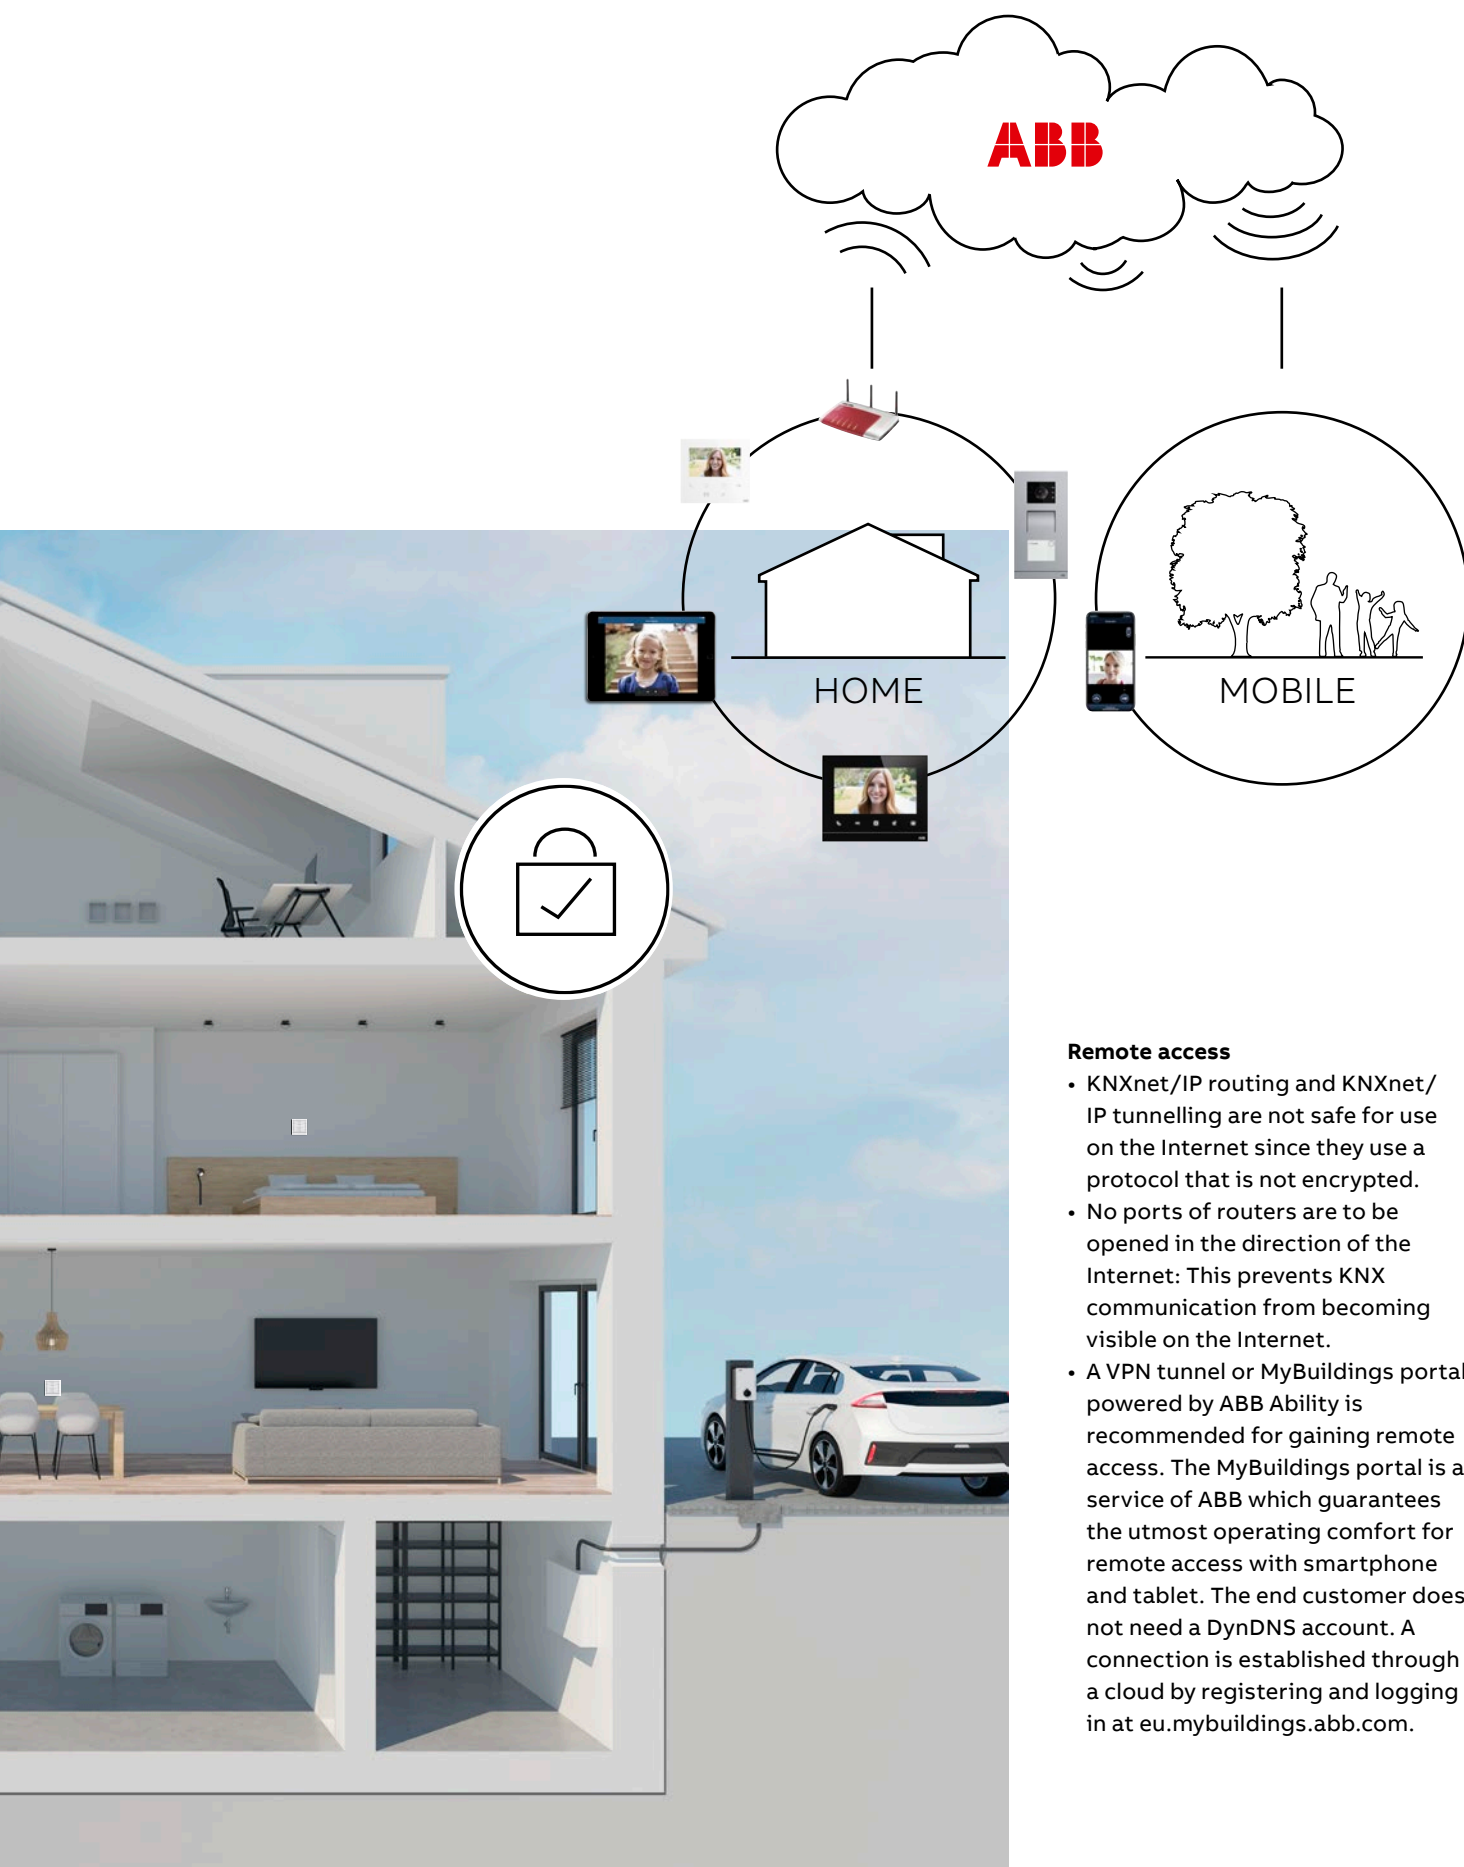 ABB
HOME
MOBILE
Remote access
• KNXnet/IP routing and KNXnet/
IP tunnelling are not safe for use
on the Internet since they use a
protocol that is not encrypted.
• No ports of routers are to be
opened in the direction of the
Internet: This prevents KNX
communication from becoming
visible on the Internet.
• A VPN tunnel or MyBuildings portal
powered by ABB Ability is
recommended for gaining remote
access. The MyBuildings portal is a
service of ABB which guarantees
the utmost operating comfort for
remote access with smartphone
and tablet. The end customer does
not need a DynDNS account. A
connection is established through
a cloud by registering and logging
in at eu.mybuildings.abb.com.